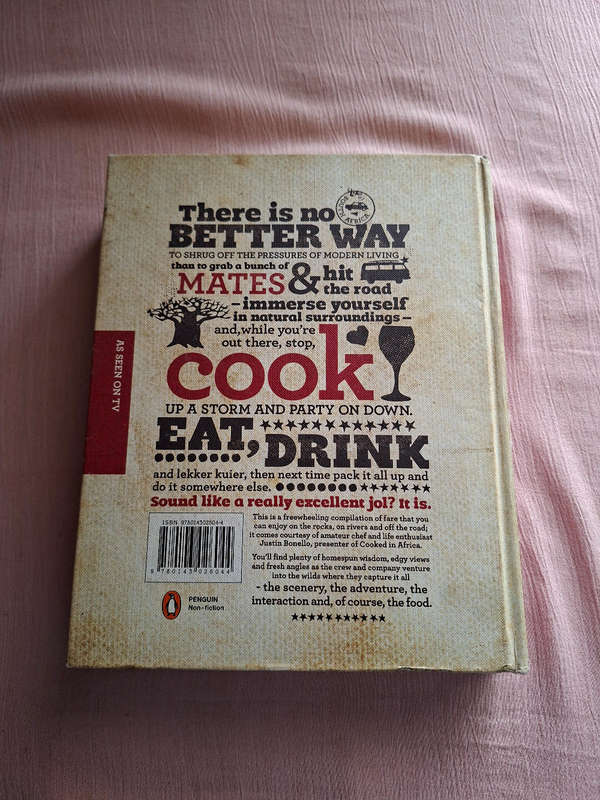 SOUTH AFRICA
There is no
BETTER WAY
TO SHRUG OFF THE PRESSURES OF MODERN LIVING
than to grab a bunch of
MATES & hit
the road
– immerse yourself
in natural surroundings –
and, while you're
out there, stop,
cook
UP A STORM AND PARTY ON DOWN.
EAT,
DRINK
and lekker kuier, then next time pack it all up and
do it somewhere else.
Sound like a really excellent jol? It is.
This is a freewheeling compilation of fare that you
can enjoy on the rocks, on rivers and off the road;
it comes courtesy of amateur chef and life enthusiast
Justin Bonello, presenter of Cooked in Africa.
You'll find plenty of homespun wisdom, edgy views
and fresh angles as the crew and company venture
into the wilds where they capture it all
- the scenery, the adventure, the
interaction and, of course, the food.
AS SEEN ON TV
ISBN 9780143026044
9 780143 026044
PENGUIN
Non-fiction